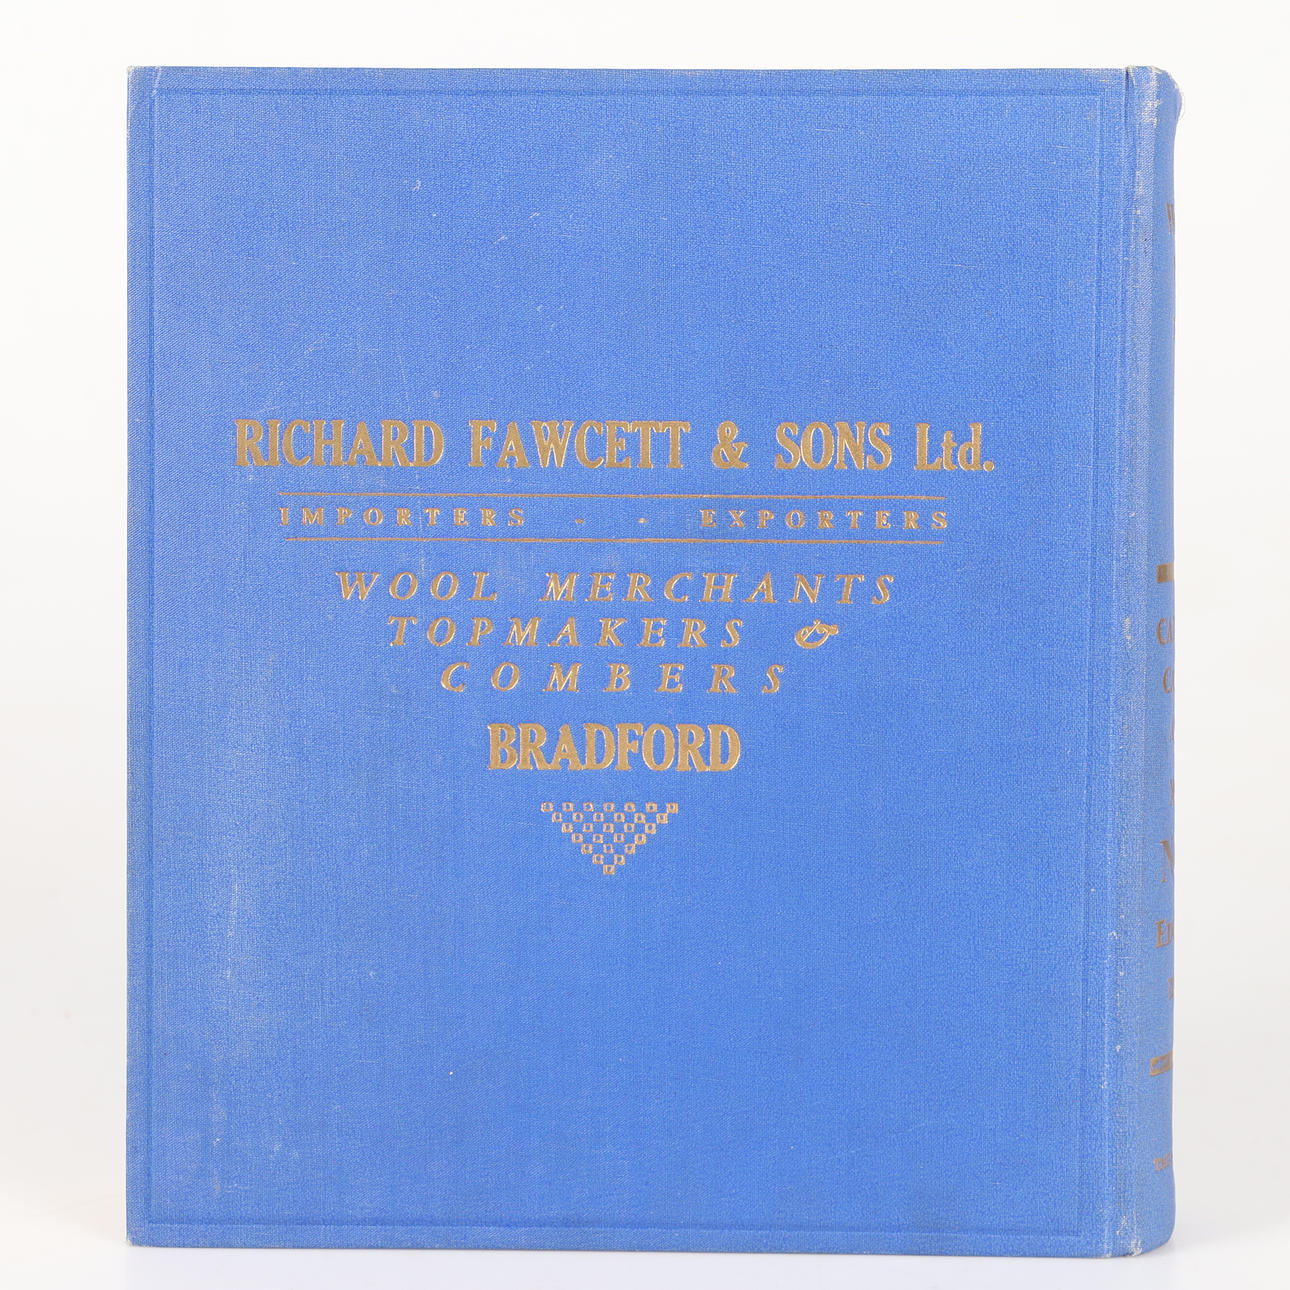 RICHARD FAWCETT & SONS Ltd.
IMPORTERS - - EXPORTERS
WOOL MERCHANTS
TOPMAKERS &
COMBERS
BRADFORD